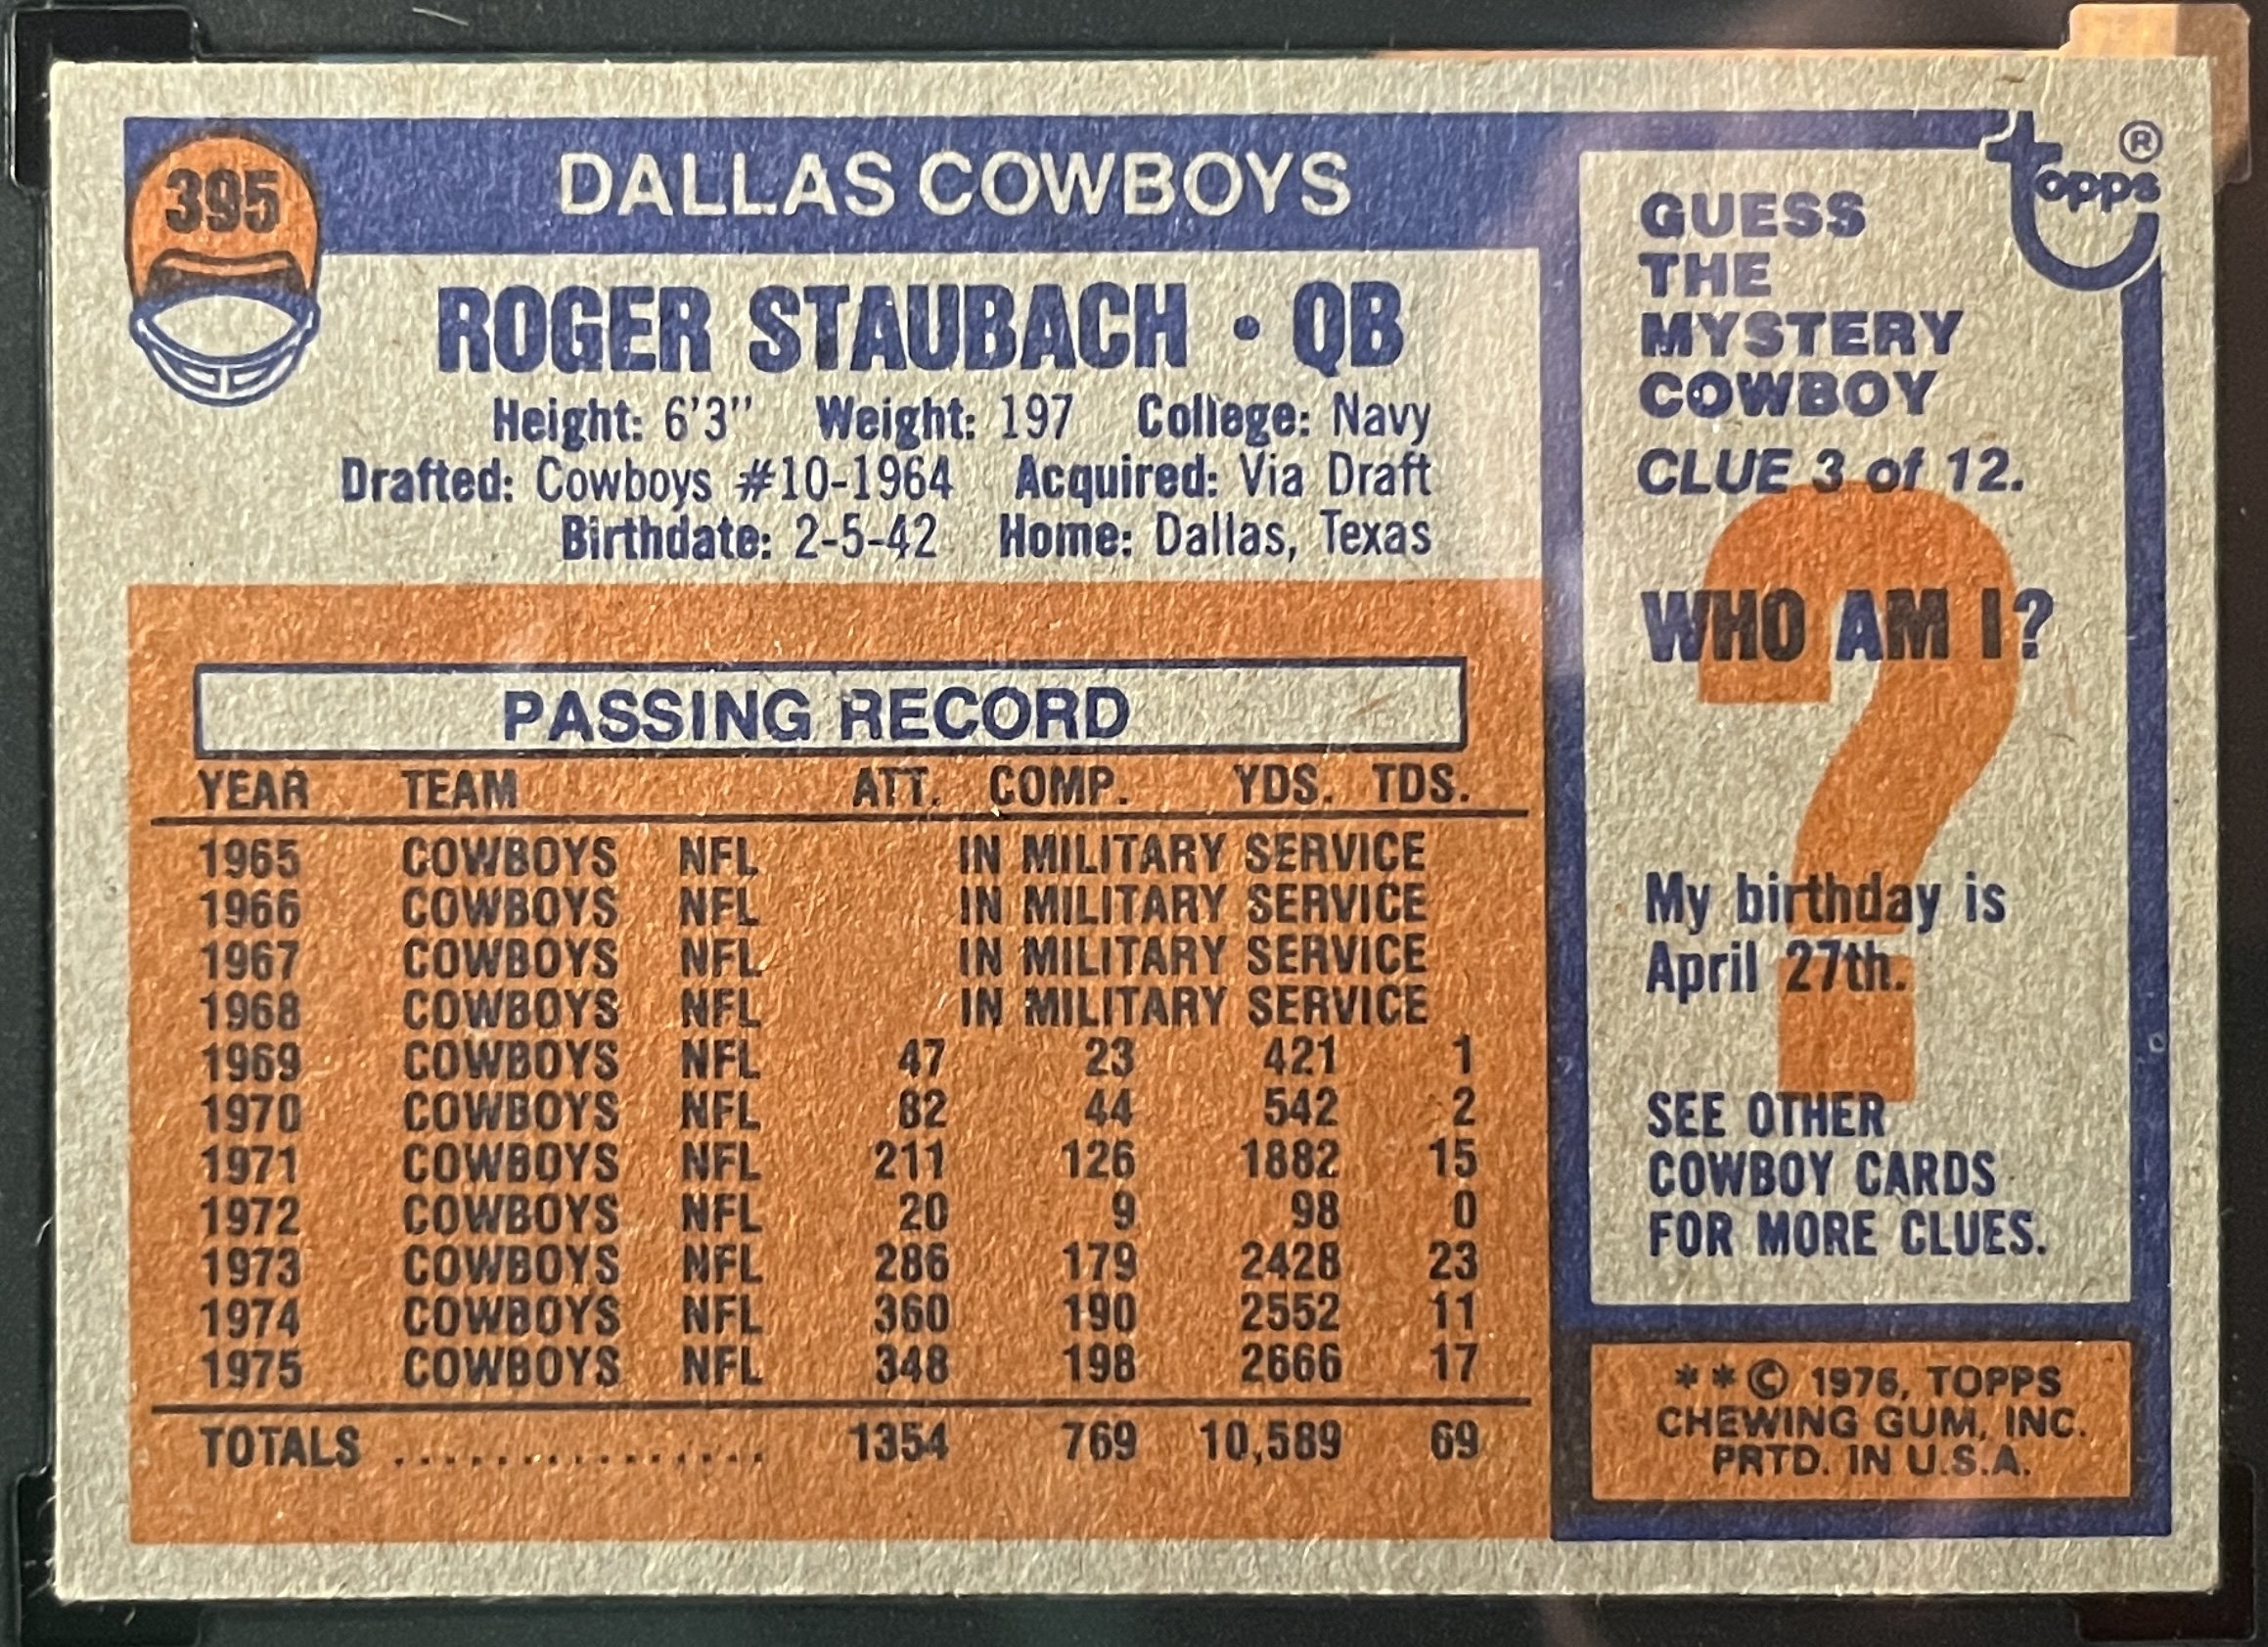 395
DALLAS COWBOYS
ROGER STAUBACH • QB
Height: 6'3" Weight: 197 College: Navy
Drafted: Cowboys #10-1964 Acquired: Via Draft
Birthdate: 2-5-42 Home: Dallas, Texas
PASSING RECORD
YEAR TEAM ATT. COMP. YDS. TDS.
1965 COWBOYS NFL IN MILITARY SERVICE
1966 COWBOYS NFL IN MILITARY SERVICE
1967 COWBOYS NFL IN MILITARY SERVICE
1968 COWBOYS NFL IN MILITARY SERVICE
1969 COWBOYS NFL 47 23 421 1
1970 COWBOYS NFL 82 44 542 2
1971 COWBOYS NFL 211 126 1882 15
1972 COWBOYS NFL 20 9 98 0
1973 COWBOYS NFL 286 179 2428 23
1974 COWBOYS NFL 360 190 2552 11
1975 COWBOYS NFL 348 198 2666 17
TOTALS ................ 1354 769 10,589 69
topps ®
GUESS
THE
MYSTERY
COWBOY
CLUE 3 of 12.
?
WHO AM I?
My birthday is
April 27th.
SEE OTHER
COWBOY CARDS
FOR MORE CLUES.
**© 1976, TOPPS
CHEWING GUM, INC.
PRTD. IN U.S.A.